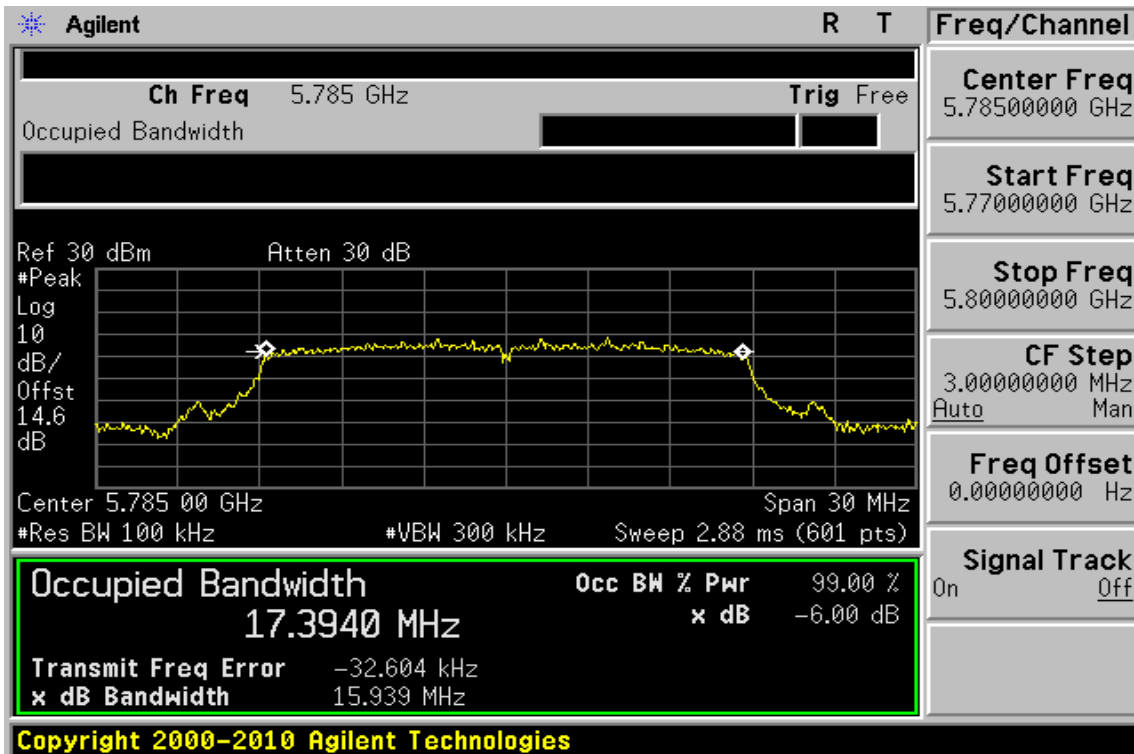 Agilent R T
Freq/Channel
Ch Freq 5.785 GHz Trig Free
Occupied Bandwidth
Center Freq
5.78500000 GHz
Start Freq
5.77000000 GHz
Stop Freq
5.80000000 GHz
CF Step
3.00000000 MHz
Auto Man
Freq Offset
0.00000000 Hz
Signal Track
On Off
Ref 30 dBm Atten 30 dB
#Peak
Log
10
dB/
Offst
14.6
dB
Center 5.785 00 GHz Span 30 MHz
#Res BW 100 kHz #VBW 300 kHz Sweep 2.88 ms (601 pts)
Occupied Bandwidth Occ BW % Pwr 99.00 %
17.3940 MHz x dB -6.00 dB
Transmit Freq Error -32.604 kHz
x dB Bandwidth 15.939 MHz
Copyright 2000-2010 Agilent Technologies